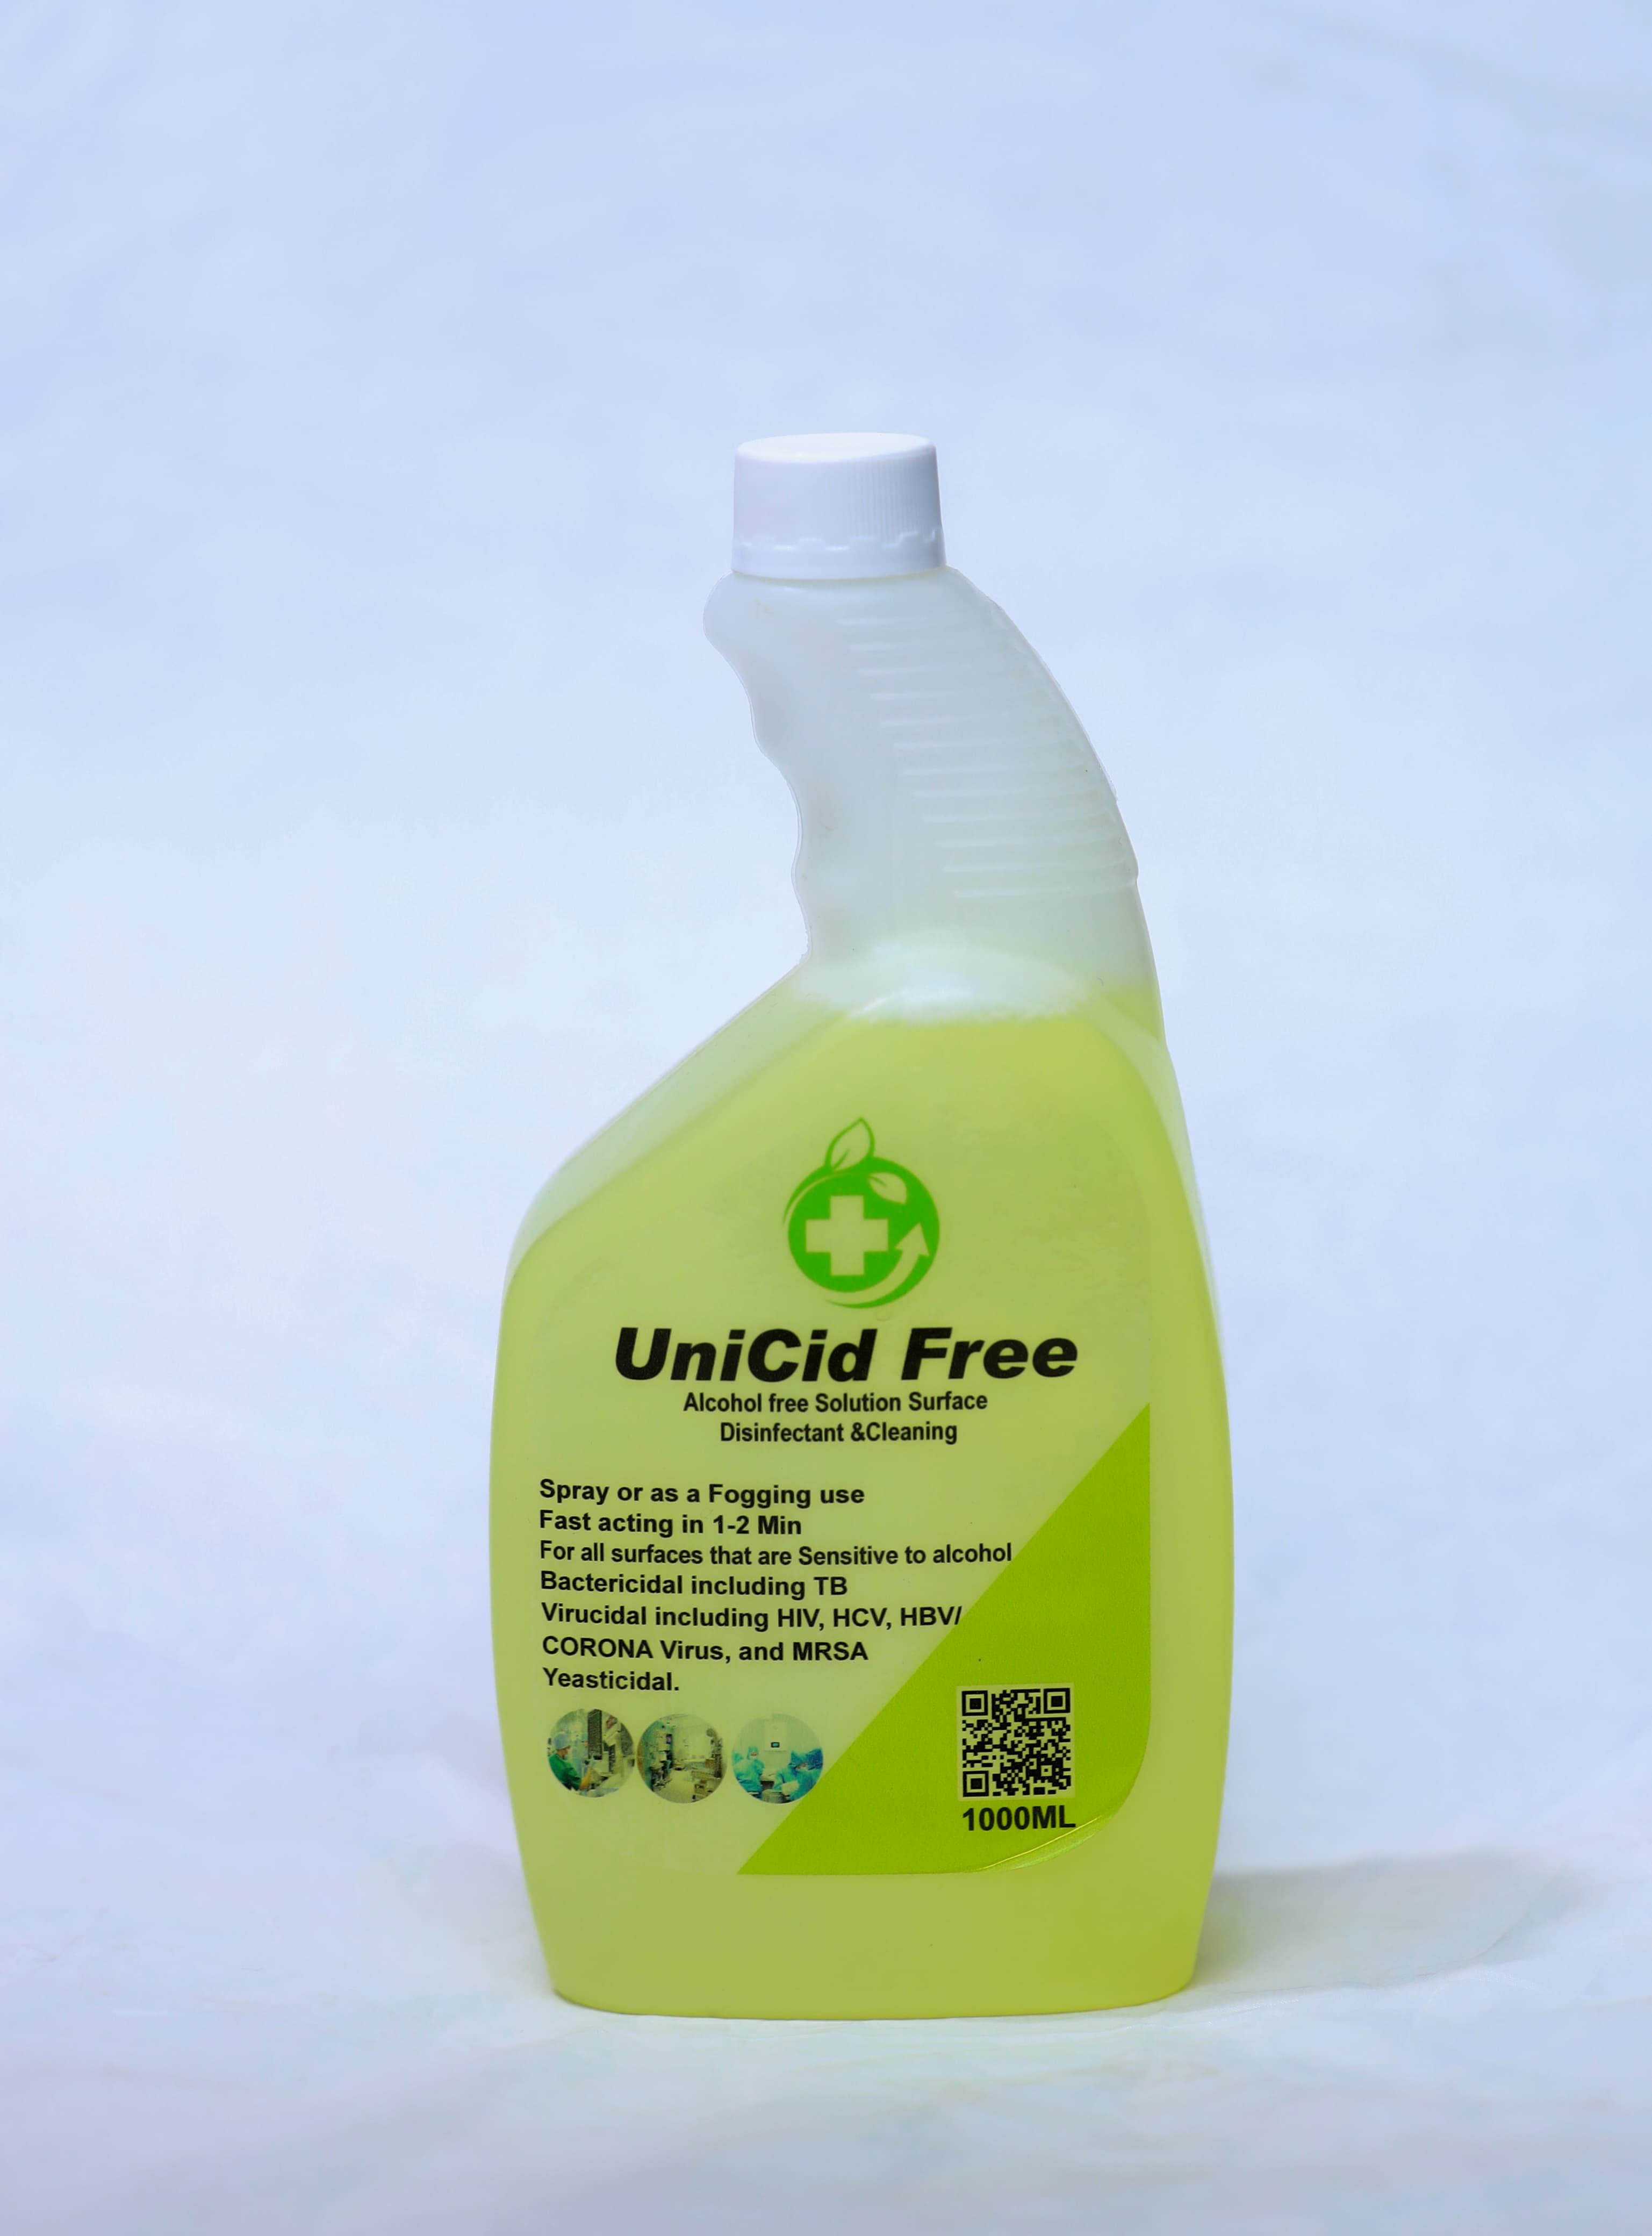 UniCid Free
Alcohol free Solution Surface
Disinfectant &Cleaning
Spray or as a Fogging use
Fast acting in 1-2 Min
For all surfaces that are Sensitive to alcohol
Bactericidal including TB
Virucidal including HIV, HCV, HBV/
CORONA Virus, and MRSA
Yeasticidal.
1000ML